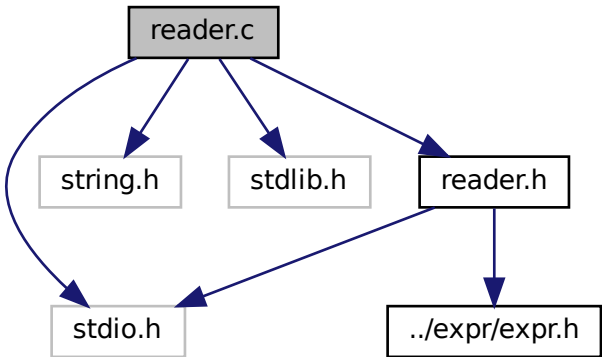 reader.c
string.h
stdlib.h
reader.h
stdio.h
../expr/expr.h